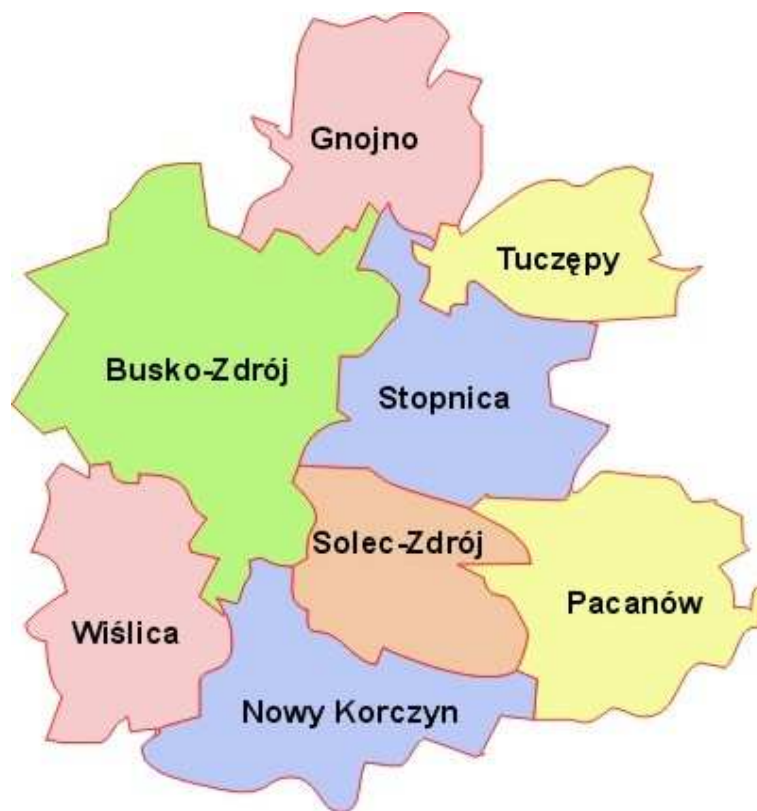 Gnojno
Tuczępy
Busko-Zdrój
Stopnica
Solec-Zdrój
Pacanów
Wiślica
Nowy Korczyn